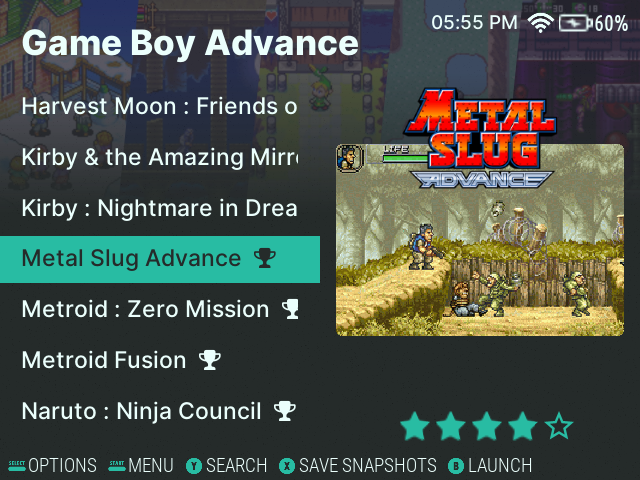 05:55 PM 60%
Game Boy Advance
Harvest Moon : Friends o
Kirby & the Amazing Mirr
Kirby : Nightmare in Drea
Metal Slug Advance
Metroid : Zero Mission
Metroid Fusion
Naruto : Ninja Council
METAL
SLUG
ADVANCE
LIFE
SELECT OPTIONS START MENU Y SEARCH X SAVE SNAPSHOTS B LAUNCH